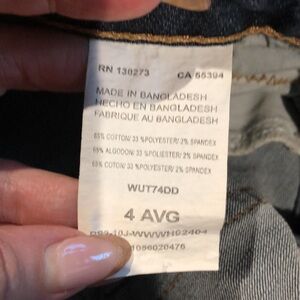 RN 130273 CA 55394
MADE IN BANGLADESH
HECHO EN BANGLADESH
FABRIQUE AU BANGLADESH
65% COTTON/ 33 %POLYESTER/ 2% SPANDEX
65% ALGODON/ 33 %POLYESTER/ 2% SPANDEX
65% COTON/ 33 %POLYESTER/ 2% SPANDEX
WUT74DD
4 AVG